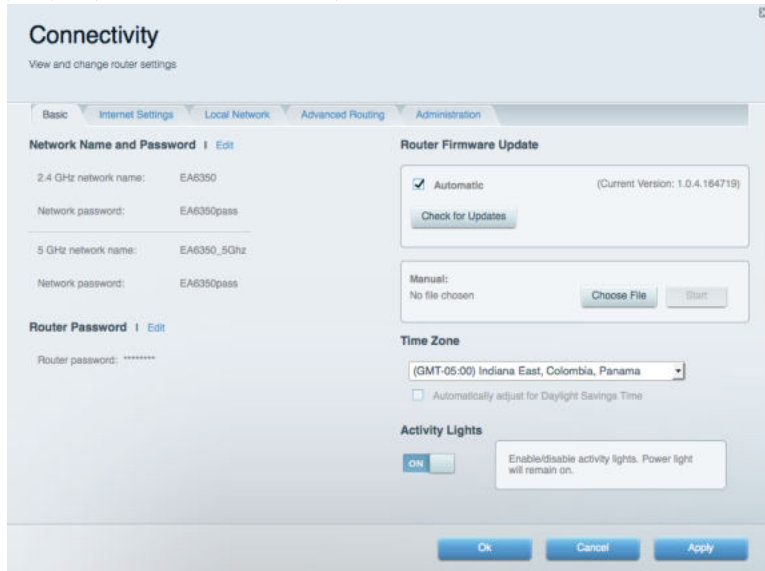 Connectivity
View and change router settings
Basic
Internet Settings
Local Network
Advanced Routing
Administration
Network Name and Password | Edit
2.4 GHz network name: EA6350
Network password: EA6350pass
5 GHz network name: EA6350_5Ghz
Network password: EA6350pass
Router Password | Edit
Router password: ********
Router Firmware Update
Automatic (Current Version: 1.0.4.164719)
Check for Updates
Manual:
No file chosen
Choose File
Start
Time Zone
(GMT-05:00) Indiana East, Colombia, Panama
Automatically adjust for Daylight Savings Time
Activity Lights
ON
Enable/disable activity lights. Power light
will remain on.
Ok
Cancel
Apply